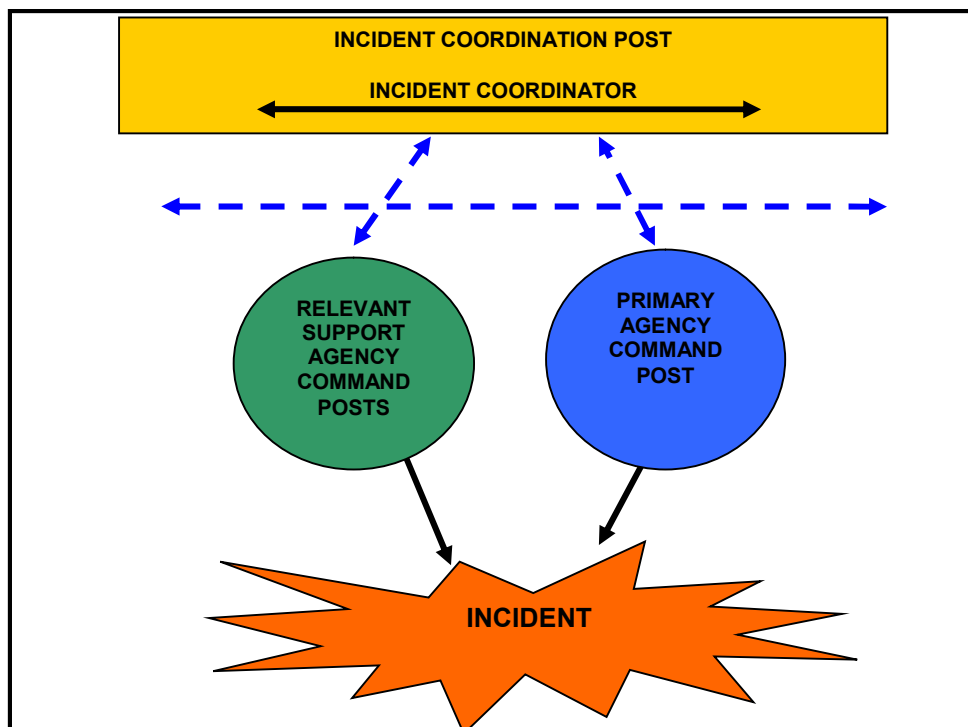 INCIDENT COORDINATION POST
INCIDENT COORDINATOR
RELEVANT
SUPPORT
AGENCY
COMMAND
POSTS
PRIMARY
AGENCY
COMMAND
POST
INCIDENT